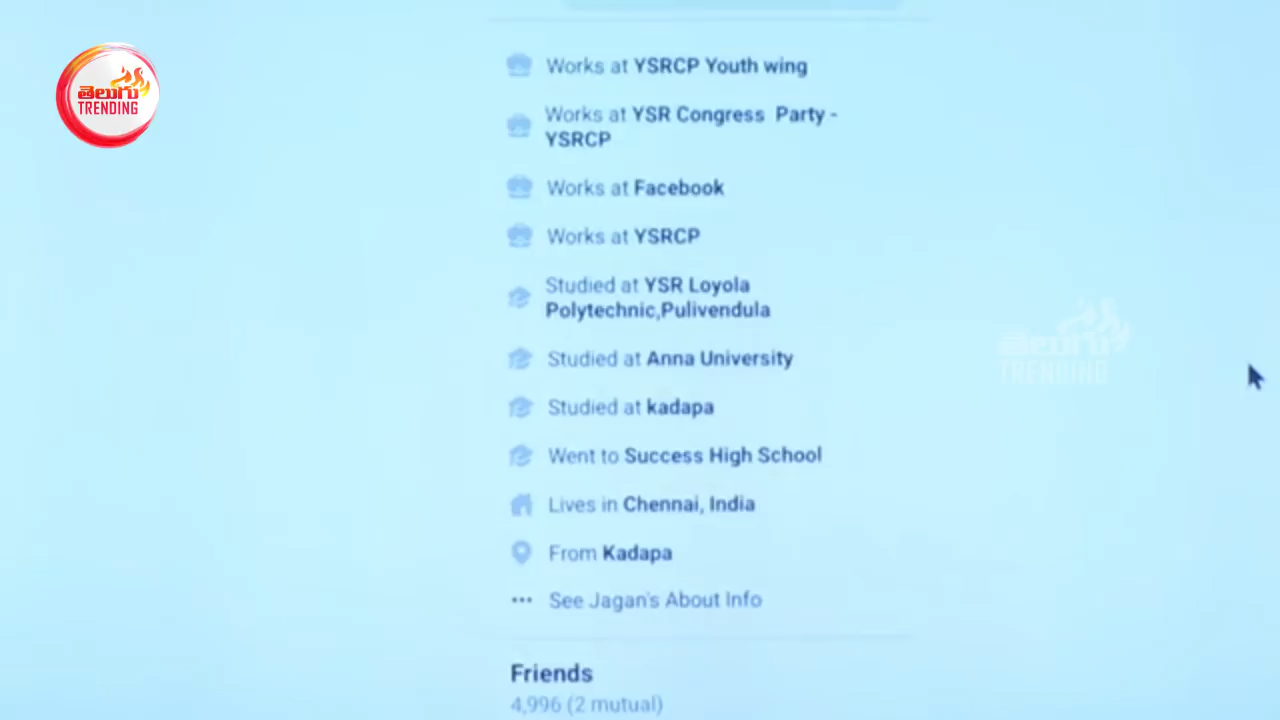 తెలుగు
TRENDING
Works at YSRCP Youth wing
Works at YSR Congress Party -
YSRCP
Works at Facebook
Works at YSRCP
Studied at YSR Loyola
Polytechnic,Pulivendula
Studied at Anna University
Studied at kadapa
Went to Success High School
తెలుగు
TRENDING
Lives in Chennai, India
From Kadapa
••• See Jagan's About Info
Friends
4,996 (2 mutual)